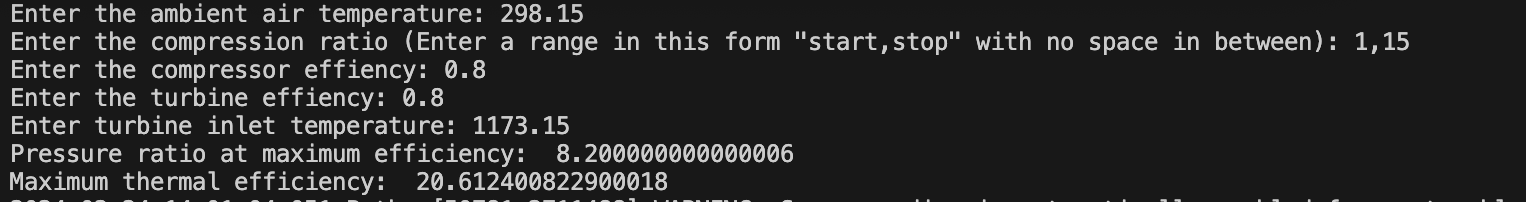 Enter the ambient air temperature: 298.15
Enter the compression ratio (Enter a range in this form "start,stop" with no space in between): 1,15
Enter the compressor effiency: 0.8
Enter the turbine effiency: 0.8
Enter turbine inlet temperature: 1173.15
Pressure ratio at maximum efficiency:  8.200000000000006
Maximum thermal efficiency:  20.612400822900018